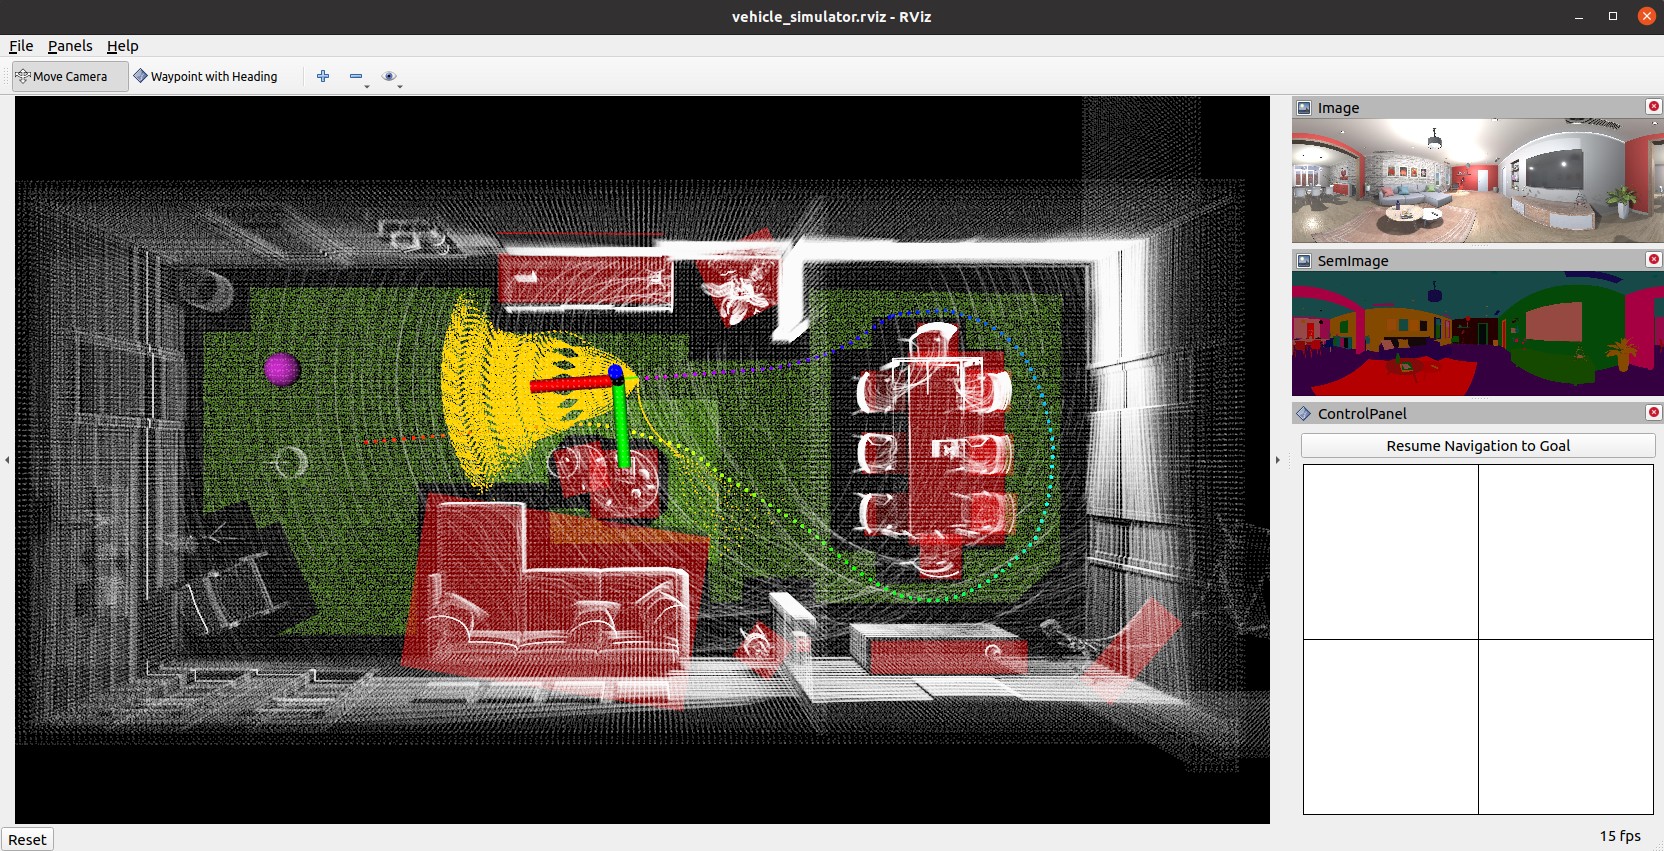 vehicle_simulator.rviz - RViz
File Panels Help
Move Camera Waypoint with Heading
Image
SemImage
ControlPanel
Resume Navigation to Goal
Reset
15 fps